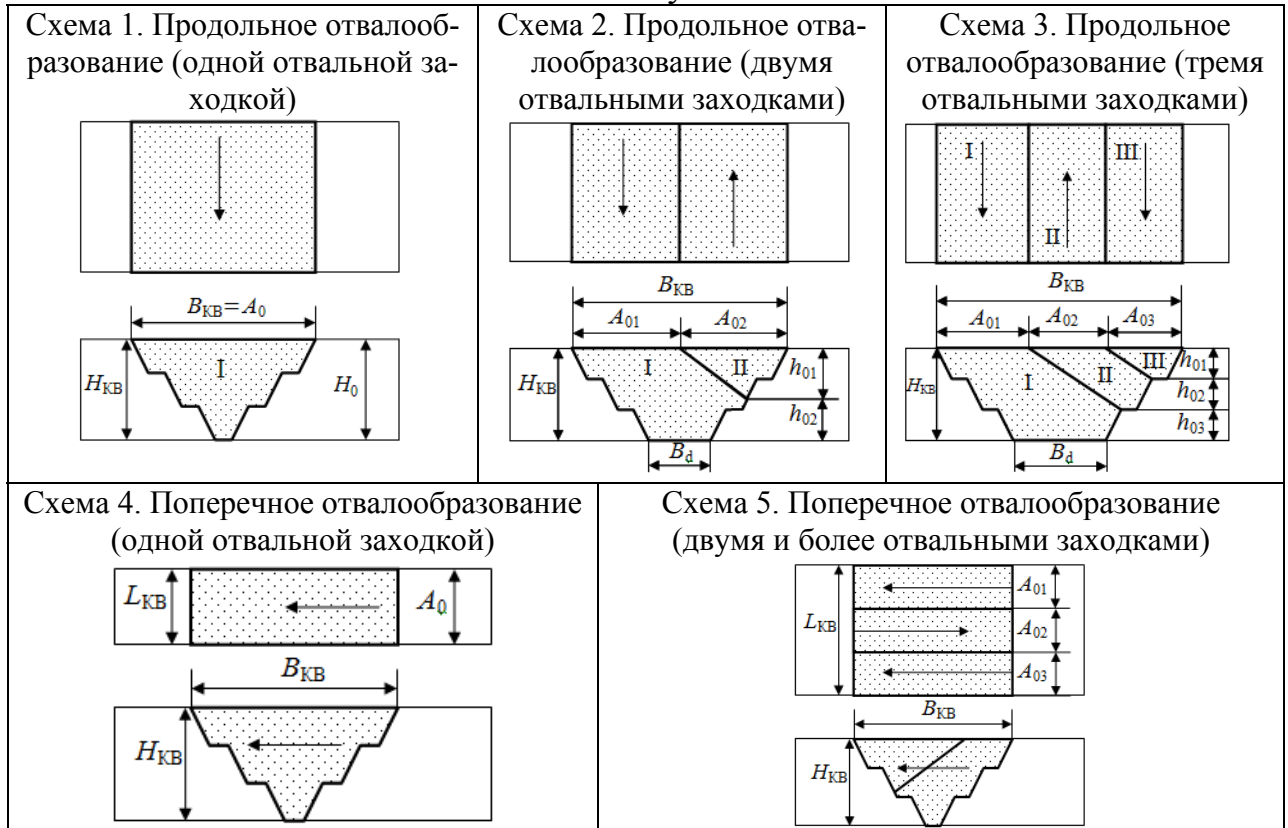 Схема 1. Продольное отвалооб-
разование (одной отвальной за-
ходкой)
B_КВ=A_0
H_КВ
I
H_0
Схема 2. Продольное отва-
лообразование (двумя
отвальными заходками)
B_КВ
A_01
A_02
H_КВ
I
II
h_01
h_02
B_d
Схема 3. Продольное
отвалообразование (тремя
отвальными заходками)
I
II
III
B_КВ
A_01
A_02
A_03
H_КВ
I
II
III
h_01
h_02
h_03
B_d
Схема 4. Поперечное отвалообразование
(одной отвальной заходкой)
L_КВ
A_0
B_КВ
H_КВ
Схема 5. Поперечное отвалообразование
(двумя и более отвальными заходками)
L_КВ
A_01
A_02
A_03
B_КВ
H_КВ